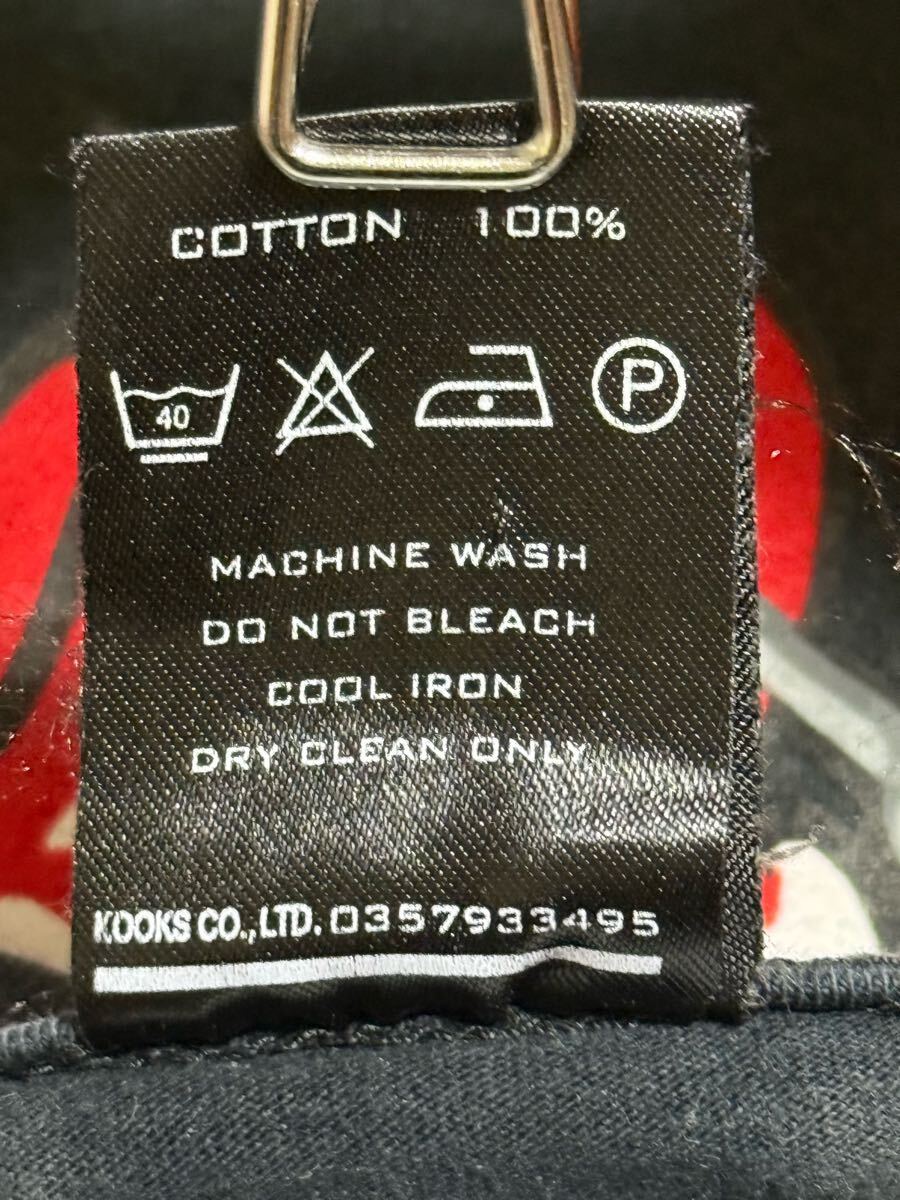 COTTON 100%
40
P
MACHINE WASH
DO NOT BLEACH
COOL IRON
DRY CLEAN ONLY
KOOKS CO.,LTD. 0357933495